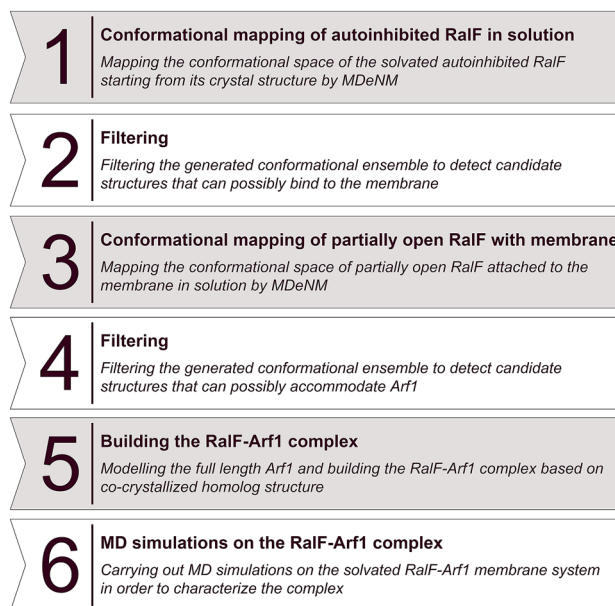 1
Conformational mapping of autoinhibited RalF in solution
Mapping the conformational space of the solvated autoinhibited RalF
starting from its crystal structure by MDeNM
2
Filtering
Filtering the generated conformational ensemble to detect candidate
structures that can possibly bind to the membrane
3
Conformational mapping of partially open RalF with membrane
Mapping the conformational space of partially open RalF attached to the
membrane in solution by MDeNM
4
Filtering
Filtering the generated conformational ensemble to detect candidate
structures that can possibly accommodate Arf1
5
Building the RalF-Arf1 complex
Modelling the full length Arf1 and building the RalF-Arf1 complex based on
co-crystallized homolog structure
6
MD simulations on the RalF-Arf1 complex
Carrying out MD simulations on the solvated RalF-Arf1 membrane system
in order to characterize the complex